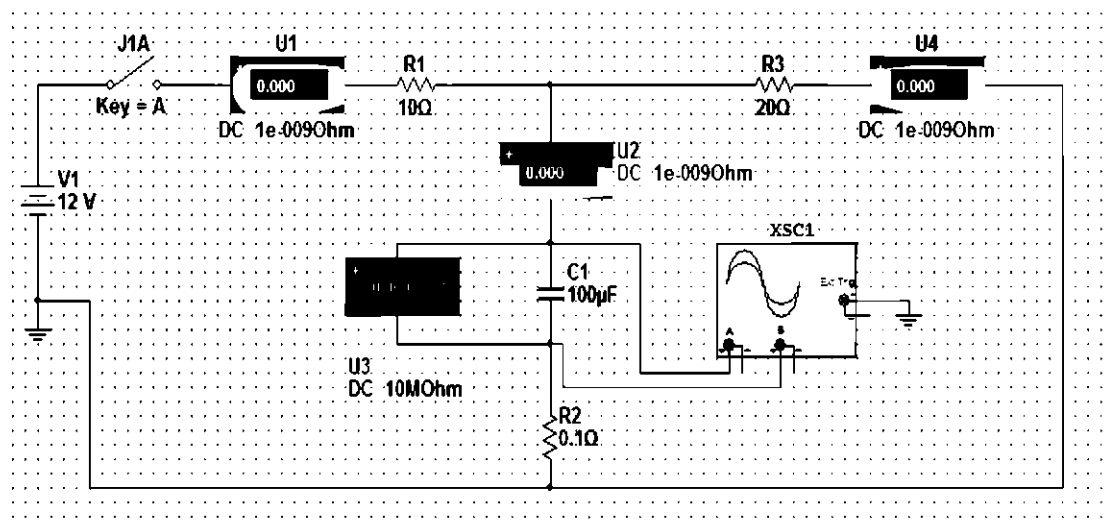 J1A
U1
U4
R1
R3
0.000
0.000
Key = A
10Ω
20Ω
DC 1e-009Ohm
DC 1e-009Ohm
+
U2
0.000
DC 1e-009Ohm
V1
12 V
XSC1
+
C1
100µF
A
B
U3
DC 10MOhm
R2
0.1Ω